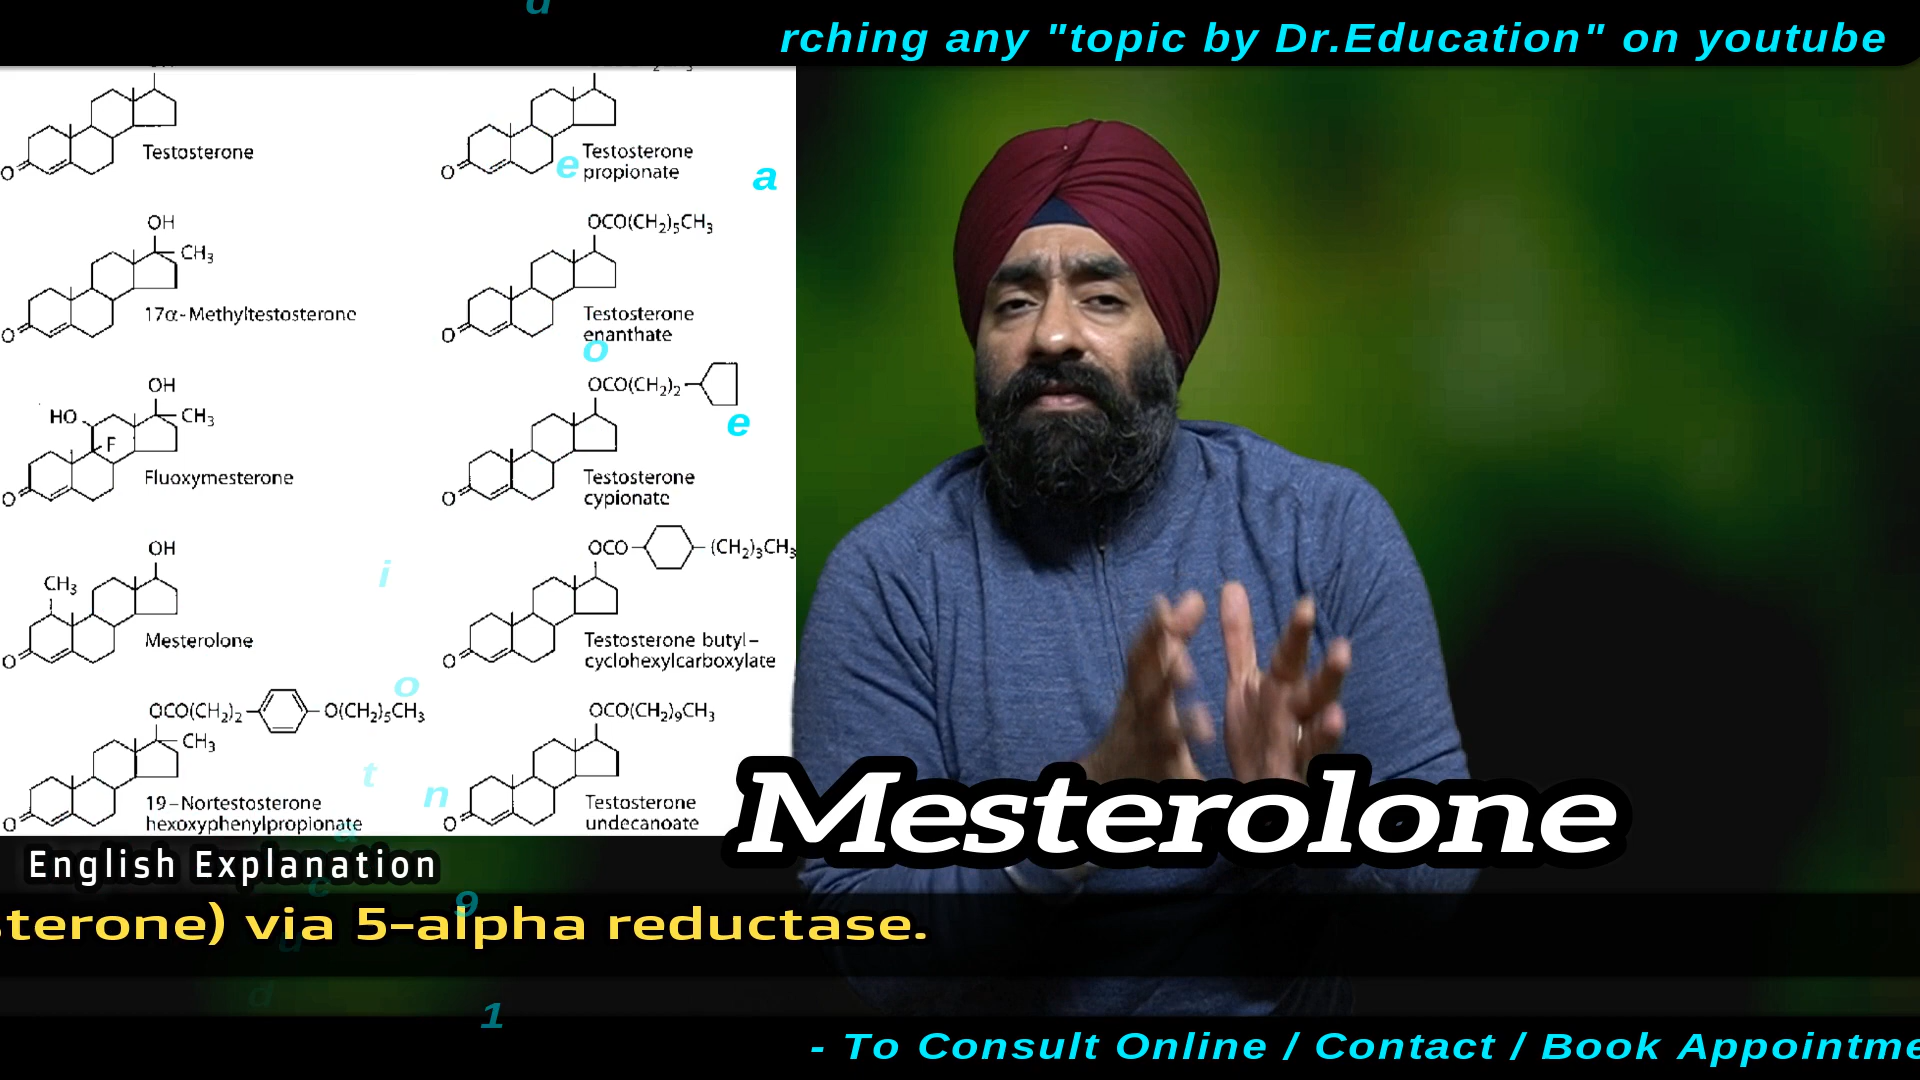 rching any "topic by Dr.Education" on youtube
Testosterone
O
Testosterone
propionate
O
OH
CH3
17α-Methyltestosterone
O
OCO(CH2)5CH3
Testosterone
enanthate
O
OH
HO
CH3
F
Fluoxymesterone
O
OCO(CH2)2
Testosterone
cypionate
O
OH
CH3
Mesterolone
O
OCO
(CH2)3CH3
Testosterone butyl-
cyclohexylcarboxylate
O
OCO(CH2)2
O(CH2)5CH3
CH3
19-Nortestosterone
hexoxyphenylpropionate
O
OCO(CH2)9CH3
Testosterone
undecanoate
O
e
a
o
e
i
o
t
n
9
1
Mesterolone
English Explanation
sterone) via 5-alpha reductase.
- To Consult Online / Contact / Book Appointme